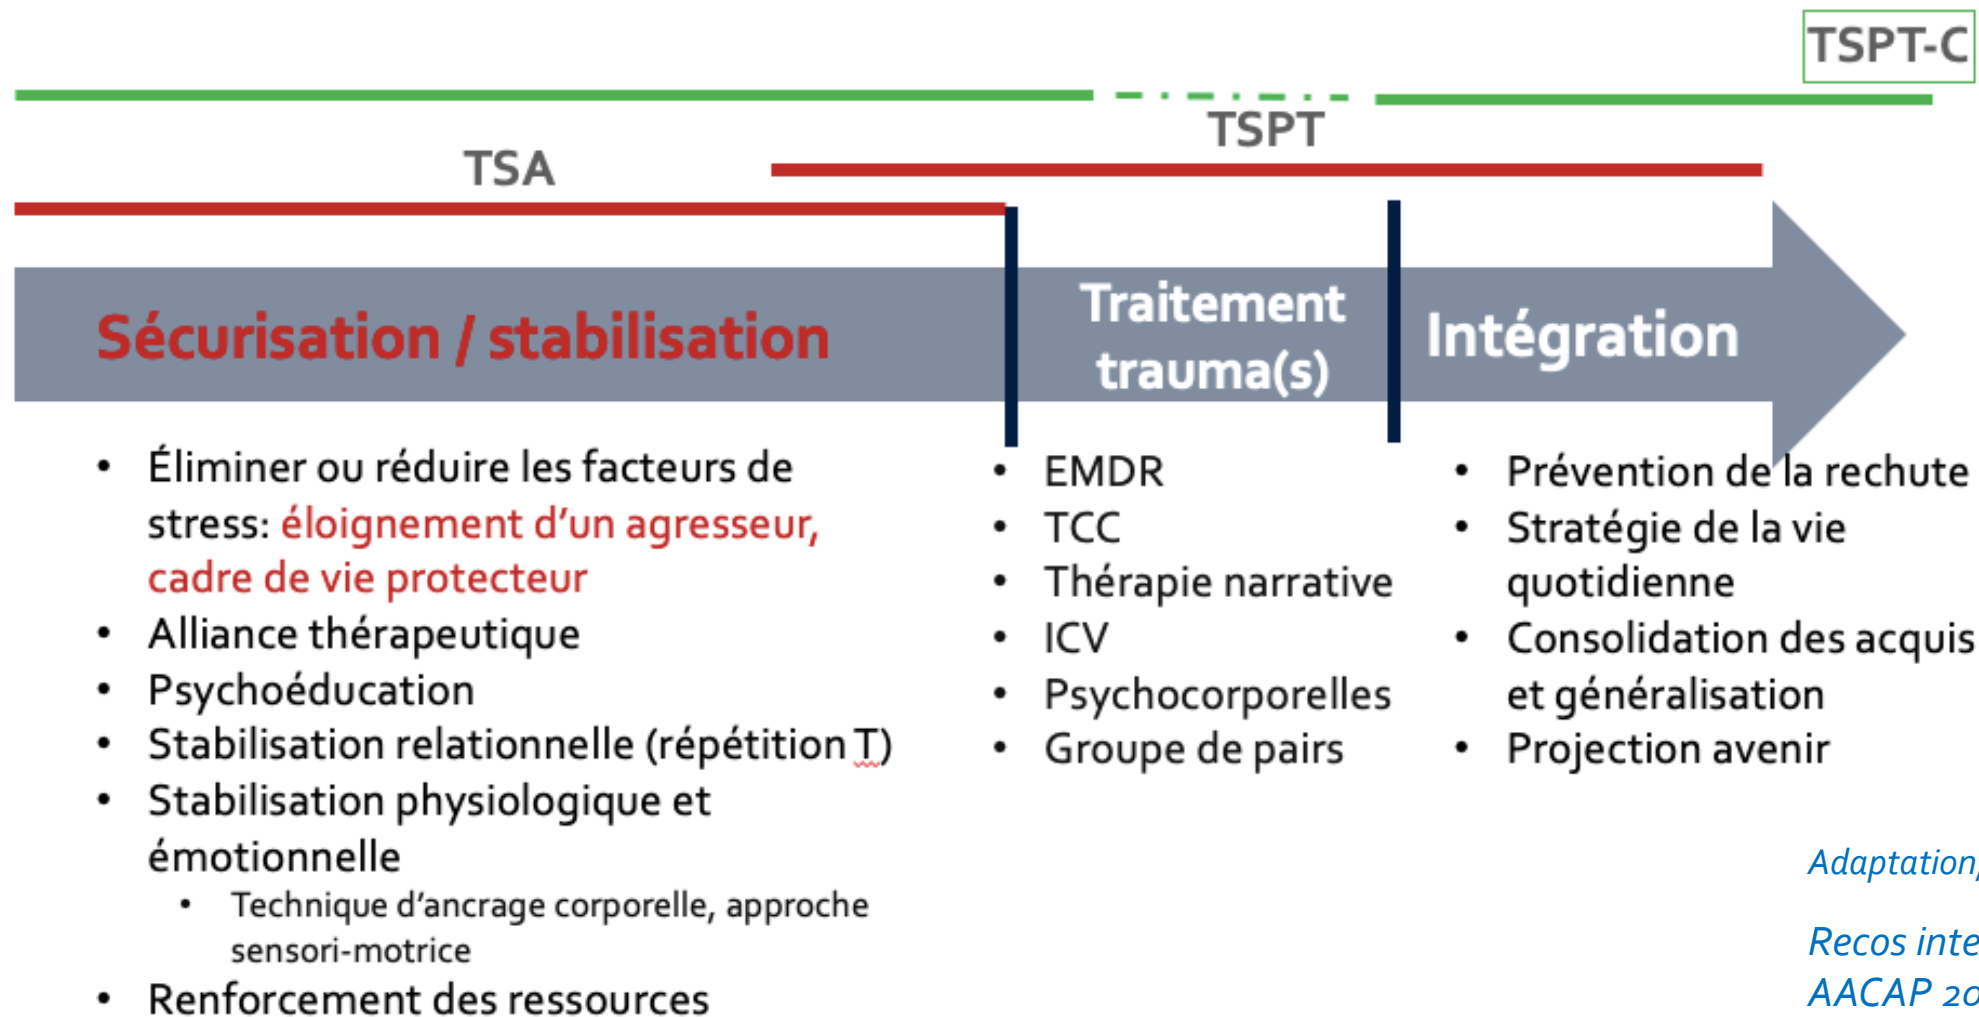 TSPT-C
TSPT
TSA
Sécurisation / stabilisation
Traitement
trauma(s)
Intégration
• Éliminer ou réduire les facteurs de
stress: éloignement d’un agresseur,
cadre de vie protecteur
• Alliance thérapeutique
• Psychoéducation
• Stabilisation relationnelle (répétition T)
• Stabilisation physiologique et
émotionnelle
• Technique d’ancrage corporelle, approche
sensori-motrice
• Renforcement des ressources
• EMDR
• TCC
• Thérapie narrative
• ICV
• Psychocorporelles
• Groupe de pairs
• Prévention de la rechute
• Stratégie de la vie
quotidienne
• Consolidation des acquis
et généralisation
• Projection avenir
Adaptation,
Recos
AACAP